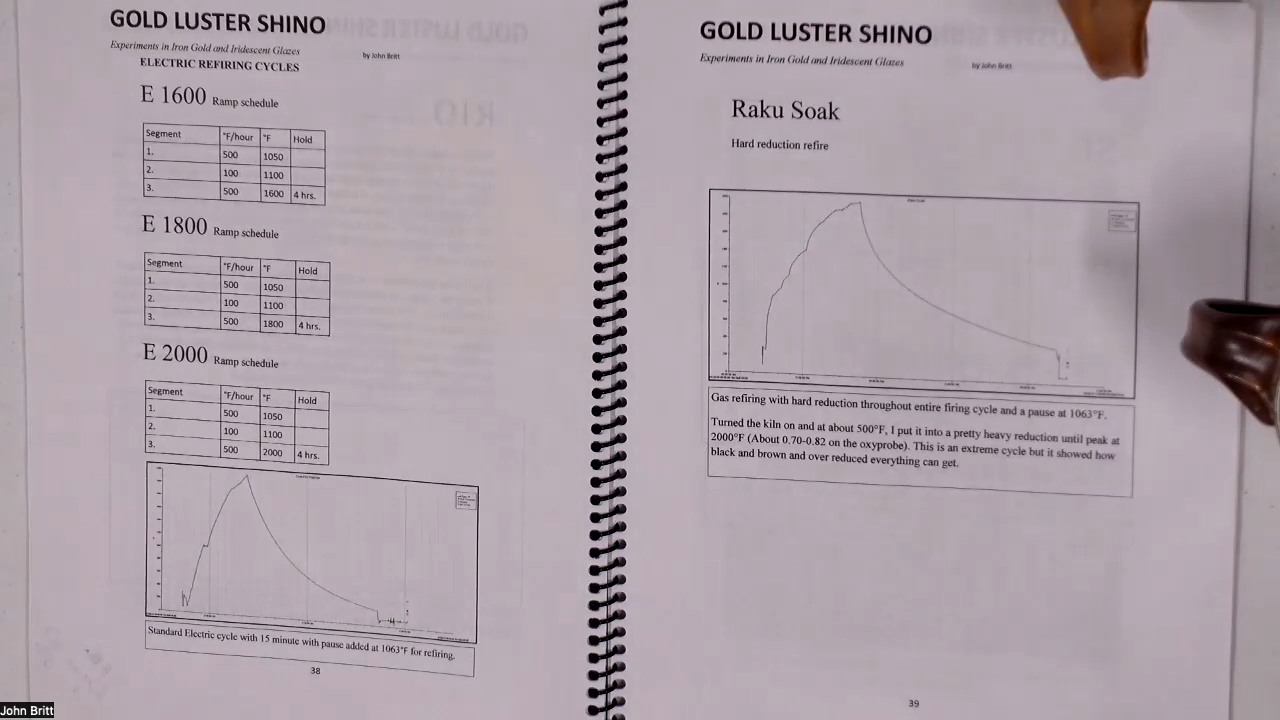 GOLD LUSTER SHINO
Experiments in Iron Gold and Iridescent Glazes by John Britt
ELECTRIC REFIRING CYCLES
E 1600 Ramp schedule
Segment °F/hour °F Hold
1. 500 1050
2. 100 1100
3. 500 1600 4 hrs.
E 1800 Ramp schedule
Segment °F/hour °F Hold
1. 500 1050
2. 100 1100
3. 500 1800 4 hrs.
E 2000 Ramp schedule
Segment °F/hour °F Hold
1. 500 1050
2. 100 1100
3. 500 2000 4 hrs.
Standard Electric cycle with 15 minute with pause added at 1063°F for refiring.
38
GOLD LUSTER SHINO
Experiments in Iron Gold and Iridescent Glazes by John Britt
Raku Soak
Hard reduction refire
Gas refiring with hard reduction throughout entire firing cycle and a pause at 1063°F.
Turned the kiln on and at about 500°F, I put it into a pretty heavy reduction until peak at
2000°F (About 0.70-0.82 on the oxyprobe). This is an extreme cycle but it showed how
black and brown and over reduced everything can get.
39
John Britt